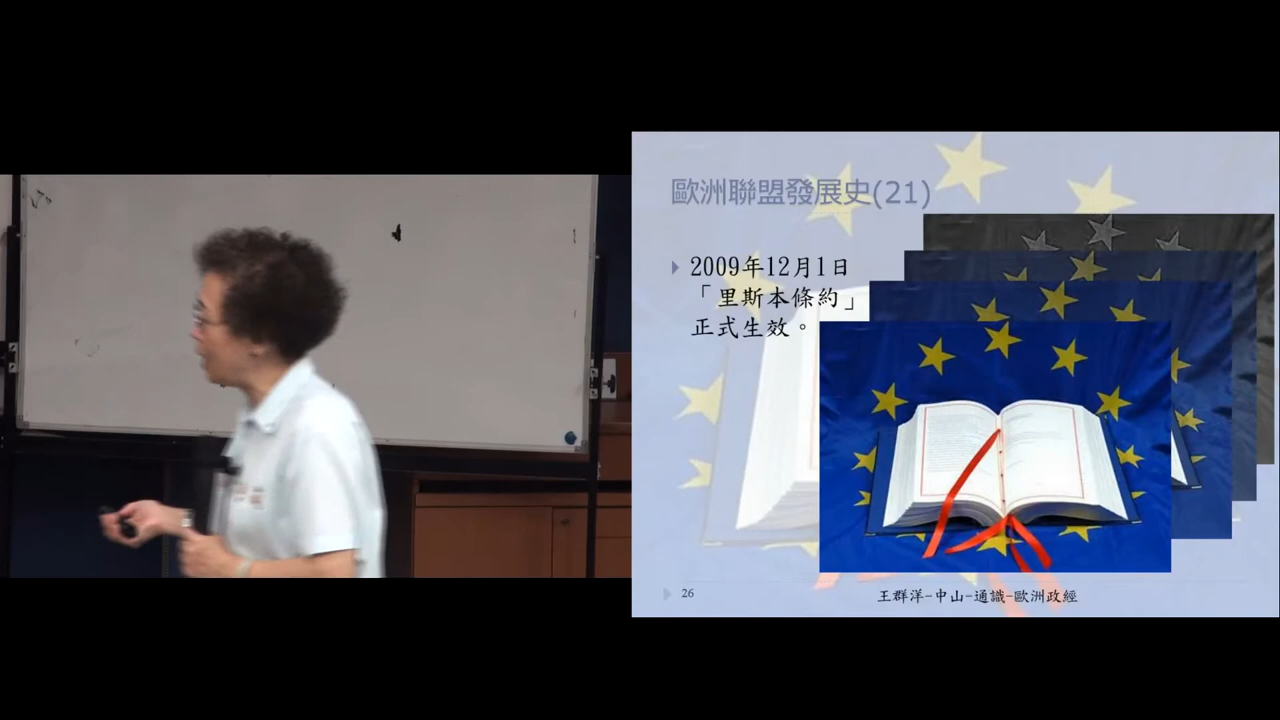 歐洲聯盟發展史(21)
2009年12月1日
「里斯本條約」
正式生效。
26
王群洋-中山-通識-歐洲政經